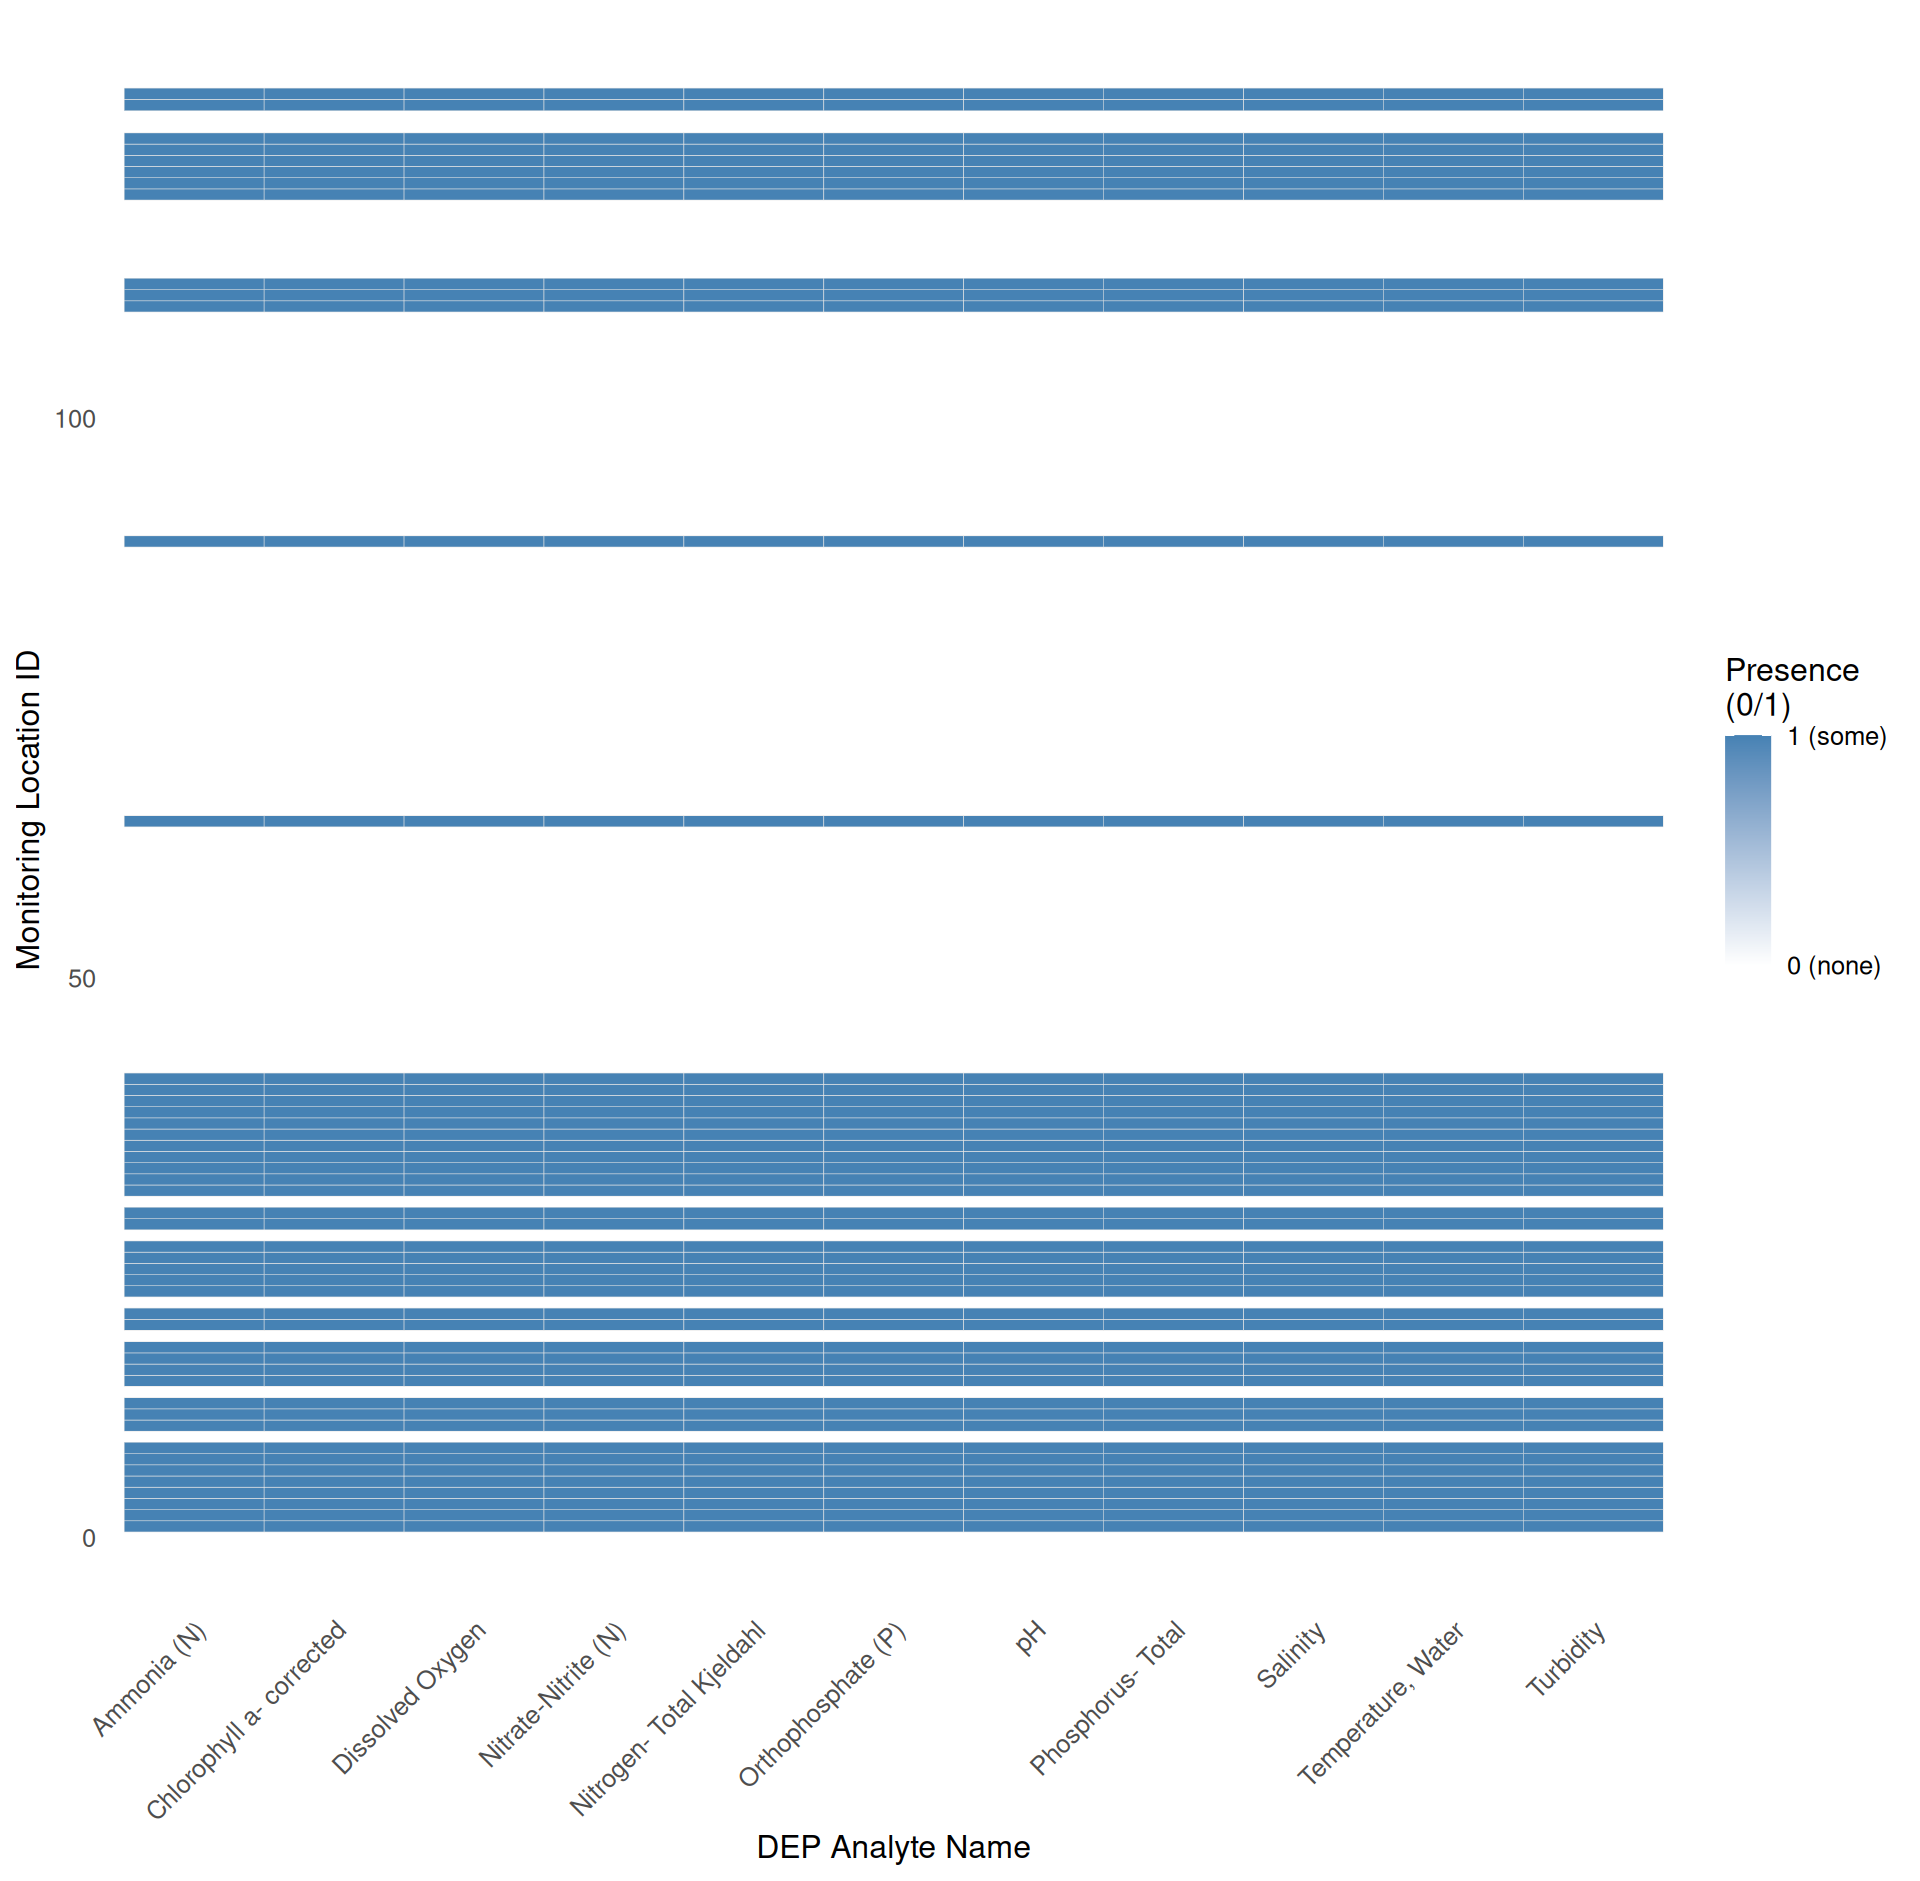 100
50
0
Monitoring Location ID
Ammonia (N)
Chlorophyll a- corrected
Dissolved Oxygen
Nitrate-Nitrite (N)
Nitrogen- Total Kjeldahl
Orthophosphate (P)
pH
Phosphorus- Total
Salinity
Temperature, Water
Turbidity
DEP Analyte Name
Presence
(0/1)
1 (some)
0 (none)